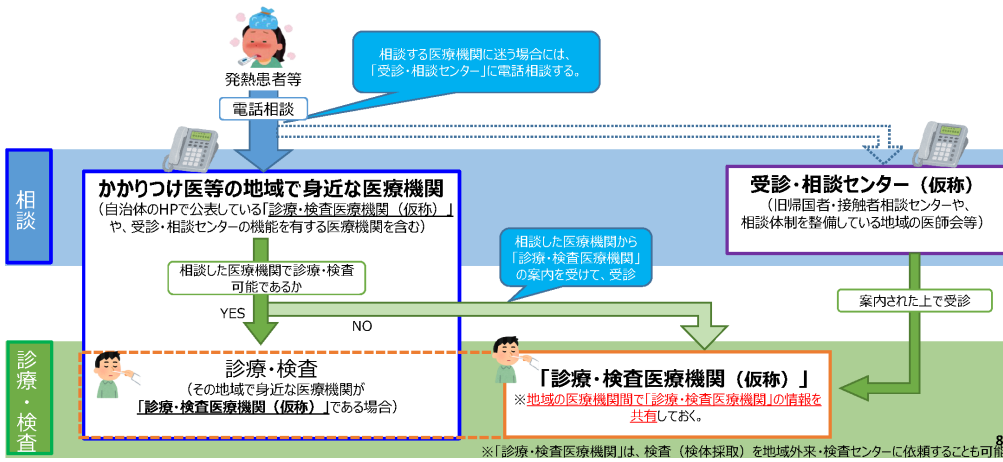 相談する医療機関に迷う場合には、
「受診・相談センター」に電話相談する。
発熱患者等
電話相談
相談
かかりつけ医等の地域で身近な医療機関
（自治体のHPで公表している「診療・検査医療機関（仮称）」
や、受診・相談センターの機能を有する医療機関を含む）
受診・相談センター（仮称）
（旧帰国者・接触者相談センターや、
相談体制を整備している地域の医師会等）
相談した医療機関から
「診療・検査医療機関」
の案内を受けて、受診
相談した医療機関で診療・検査
可能であるか
案内された上で受診
YES
NO
診療・検査
診療・検査
（その地域で身近な医療機関が
「診療・検査医療機関（仮称）」である場合）
「診療・検査医療機関（仮称）」
※地域の医療機関間で「診療・検査医療機関」の情報を
共有しておく。
8
※「診療・検査医療機関」は、検査（検体採取）を地域外来・検査センターに依頼することも可能